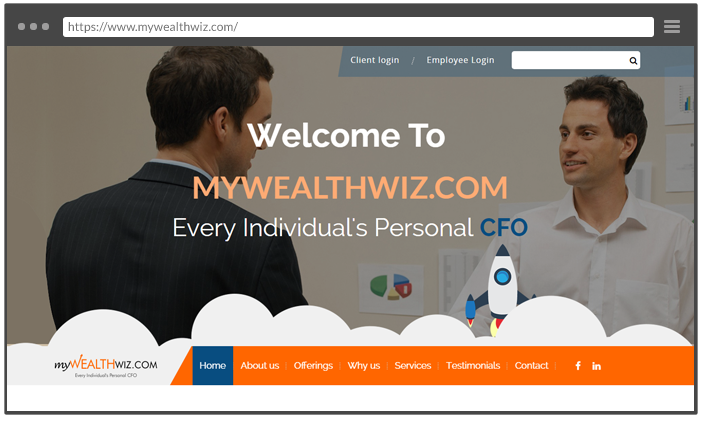 https://www.mywealthwiz.com/
Client login / Employee Login
Welcome To
MYWEALTHWIZ.COM
Every Individual's Personal CFO
myWEALTHWIZ.COM
Every Individual's Personal CFO
Home About us Offerings Why us Services Testimonials Contact f in